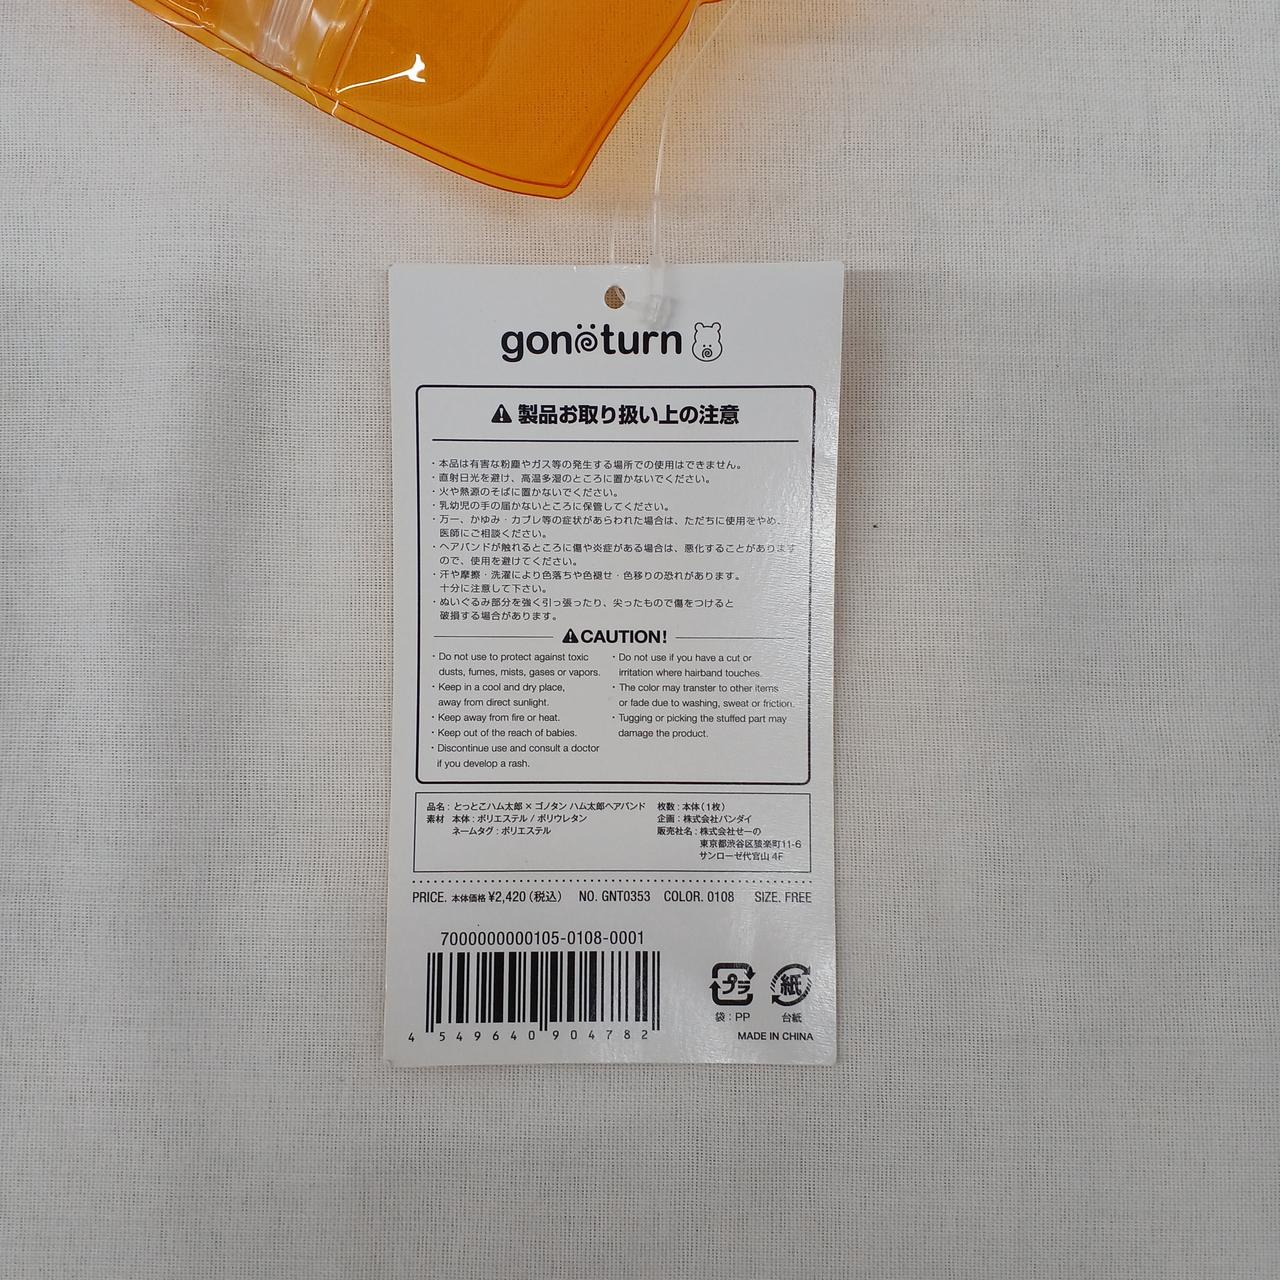 gonöturn
⚠ 製品お取り扱い上の注意
・本品は有害な粉塵やガス等の発生する場所での使用はできません。
・直射日光を避け、高温多湿のところに置かないでください。
・火や熱源のそばに置かないでください。
・乳幼児の手の届かないところに保管してください。
・万一、かゆみ・カブレ等の症状があらわれた場合は、ただちに使用をやめ、
医師にご相談ください。
・ヘアバンドが触れるところに傷や炎症がある場合は、悪化することがあります
ので、使用を避けてください。
・汗や摩擦・洗濯により色落ちや色褪せ・色移りの恐れがあります。
十分に注意して下さい。
・ぬいぐるみ部分を強く引っ張ったり、尖ったもので傷をつけると
破損する場合があります。
⚠CAUTION!
・Do not use to protect against toxic
dusts, fumes, mists, gases or vapors.
・Keep in a cool and dry place,
away from direct sunlight.
・Keep away from fire or heat.
・Keep out of the reach of babies.
・Discontinue use and consult a doctor
if you develop a rash.
・Do not use if you have a cut or
irritation where hairband touches.
・The color may transfer to other items
or fade due to washing, sweat or friction.
・Tugging or picking the stuffed part may
damage the product.
品名：とっとこハム太郎 × ゴノタン ハム太郎ヘアバンド
素材 本体：ポリエステル / ポリウレタン
ネームタグ：ポリエステル
枚数：本体（1枚）
企画：株式会社バンダイ
販売社名：株式会社せーの
東京都渋谷区猿楽町11-6
サンローゼ代官山 4F
PRICE. 本体価格 ¥2,420（税込） NO. GNT0353 COLOR. 0108 SIZE. FREE
7000000000105-0108-0001
4 549640 904782
プラ
袋：PP
紙
台紙
MADE IN CHINA